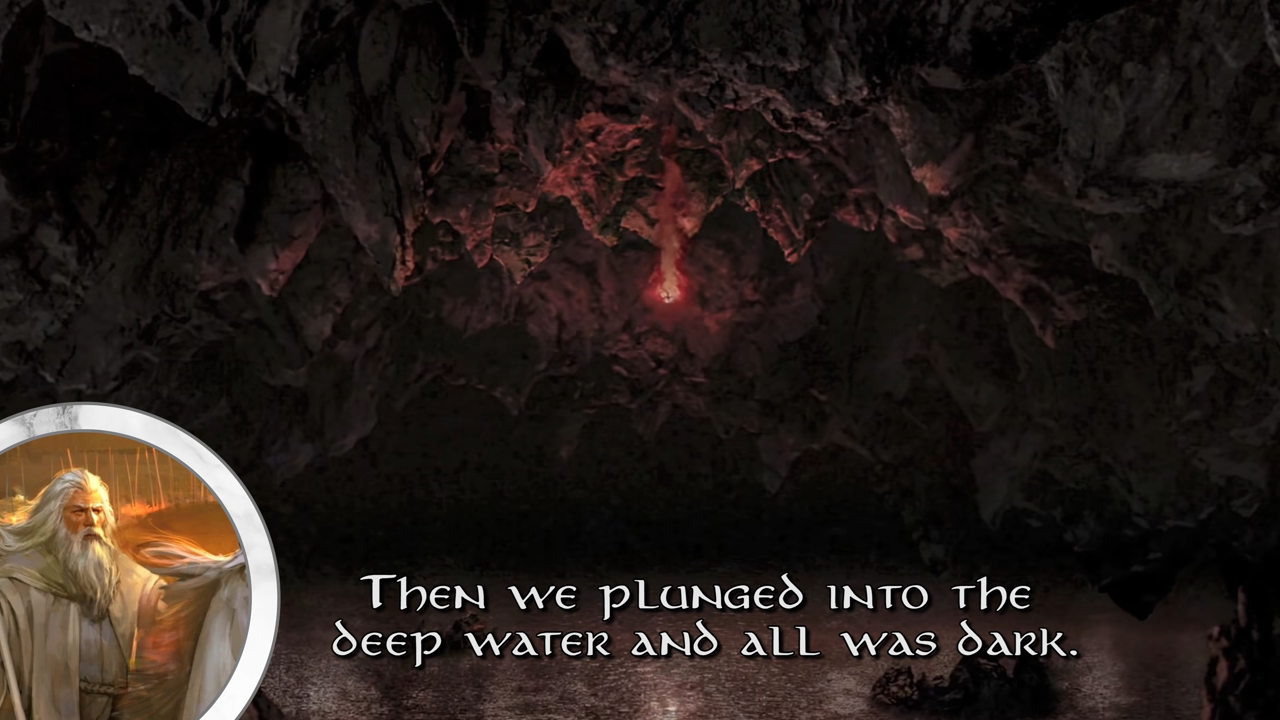 Then we plunged into the
deep water and all was dark.